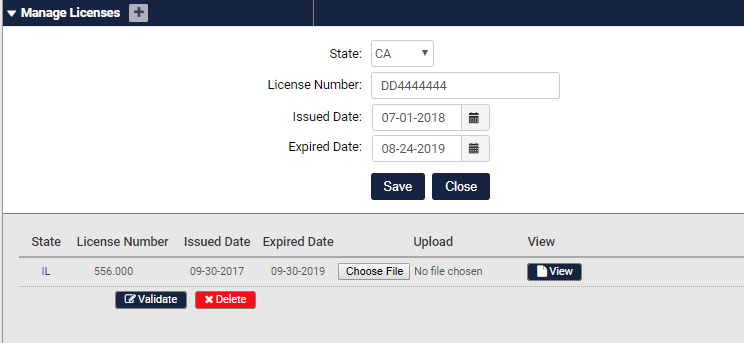 Manage Licenses
State: CA
License Number: DD4444444
Issued Date: 07-01-2018
Expired Date: 08-24-2019
Save Close
State License Number Issued Date Expired Date Upload View
IL 556.000 09-30-2017 09-30-2019 Choose File No file chosen View
Validate Delete